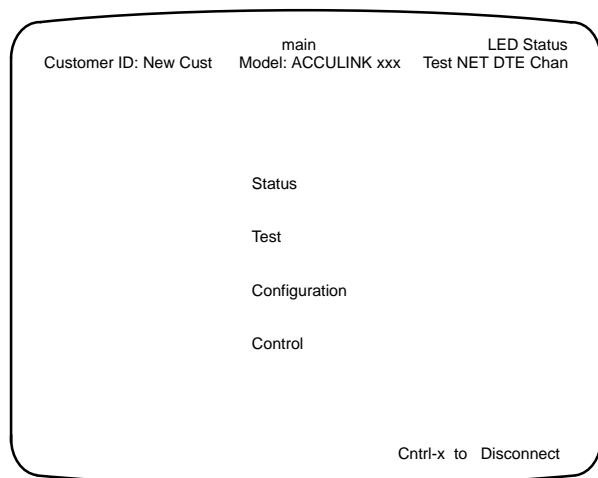 main LED Status
Customer ID: New Cust Model: ACCULINK xxx Test NET DTE Chan
Status
Test
Configuration
Control
Cntrl-x to Disconnect